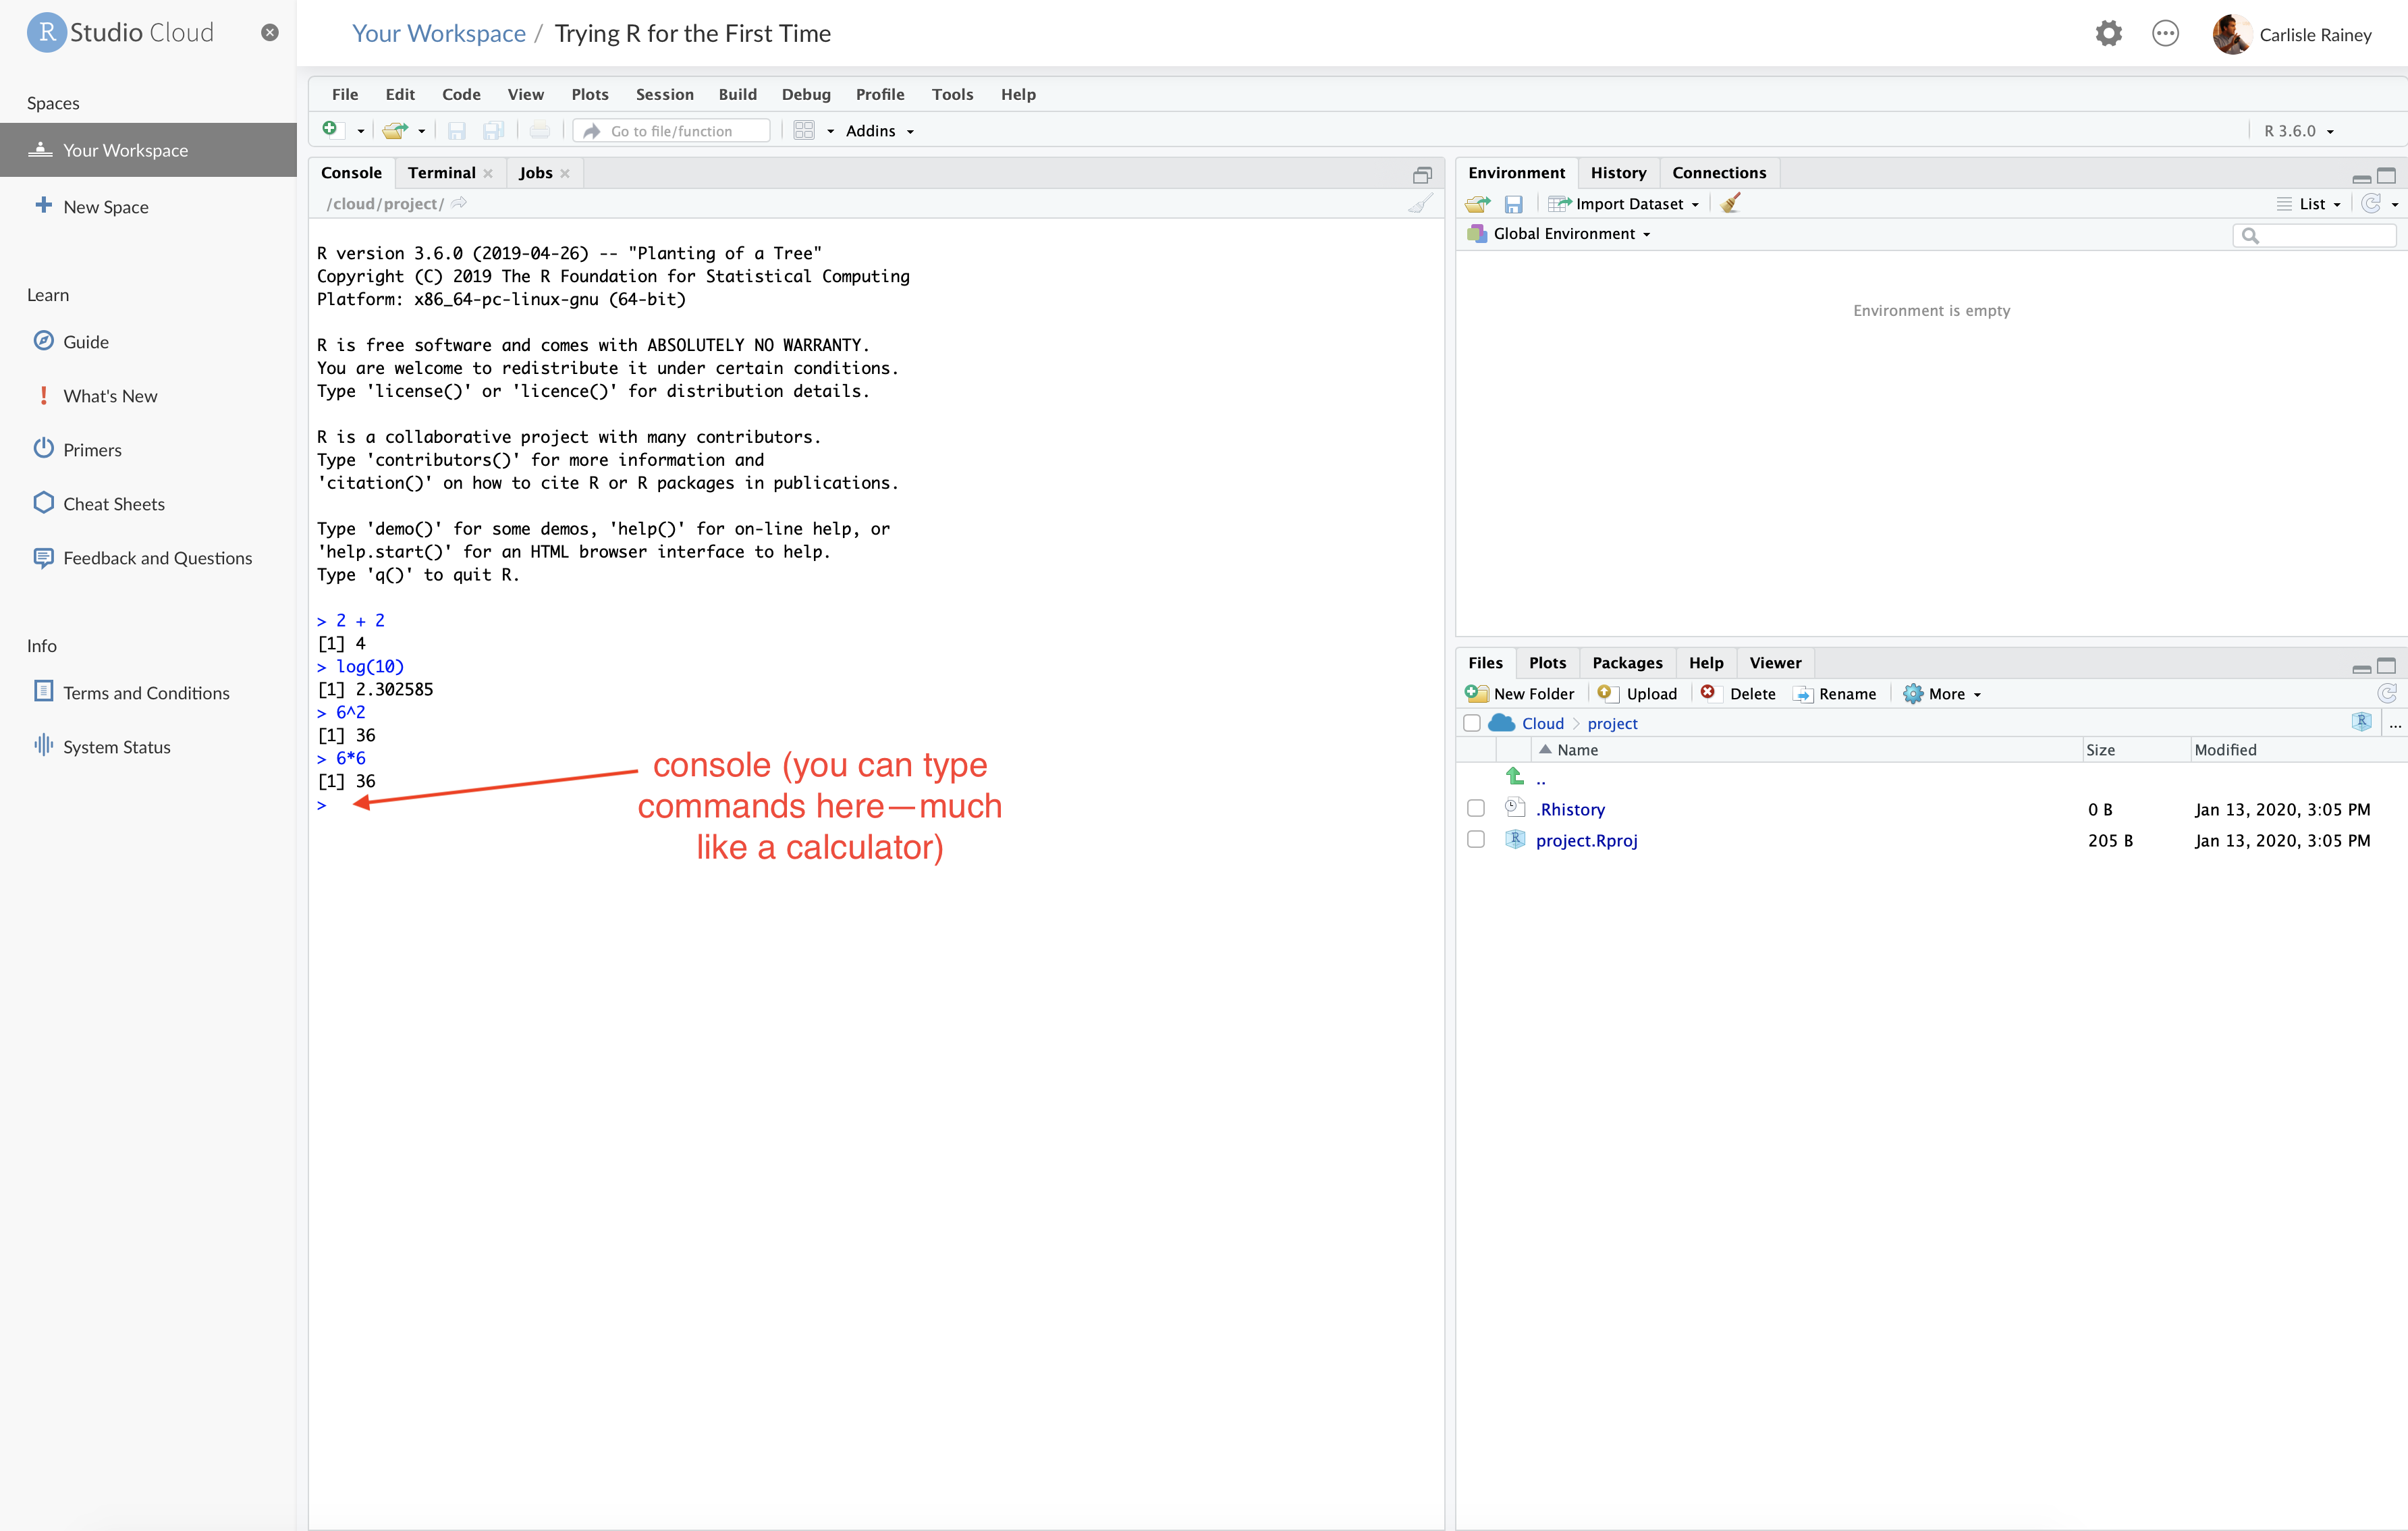 R Studio Cloud
Your Workspace / Trying R for the First Time
Carlisle Rainey
Spaces
Your Workspace
New Space
Learn
Guide
What's New
Primers
Cheat Sheets
Feedback and Questions
Info
Terms and Conditions
System Status
File Edit Code View Plots Session Build Debug Profile Tools Help
Go to file/function Addins R 3.6.0
Console Terminal Jobs
/cloud/project/
R version 3.6.0 (2019-04-26) -- "Planting of a Tree"
Copyright (C) 2019 The R Foundation for Statistical Computing
Platform: x86_64-pc-linux-gnu (64-bit)
R is free software and comes with ABSOLUTELY NO WARRANTY.
You are welcome to redistribute it under certain conditions.
Type 'license()' or 'licence()' for distribution details.
R is a collaborative project with many contributors.
Type 'contributors()' for more information and
'citation()' on how to cite R or R packages in publications.
Type 'demo()' for some demos, 'help()' for on-line help, or
'help.start()' for an HTML browser interface to help.
Type 'q()' to quit R.
> 2 + 2
[1] 4
> log(10)
[1] 2.302585
> 6^2
[1] 36
> 6*6
[1] 36
>
console (you can type
commands here—much
like a calculator)
Environment History Connections
Import Dataset List
Global Environment
Environment is empty
Files Plots Packages Help Viewer
New Folder Upload Delete Rename More
Cloud > project R ...
Name Size Modified
..
.Rhistory 0 B Jan 13, 2020, 3:05 PM
project.Rproj 205 B Jan 13, 2020, 3:05 PM